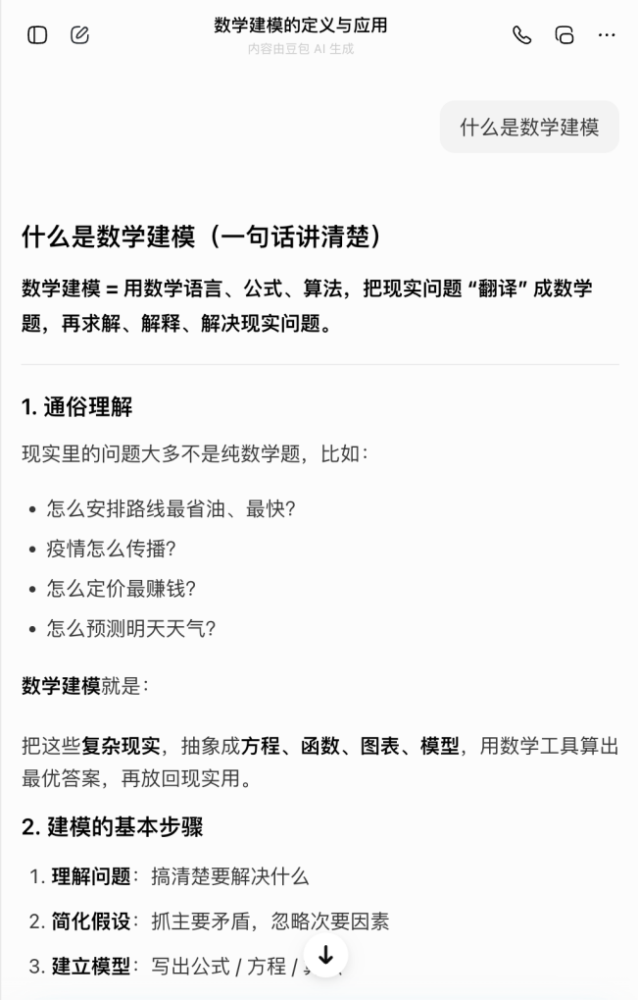 数学建模的定义与应用
内容由豆包 AI 生成
什么是数学建模
什么是数学建模（一句话讲清楚）
数学建模 = 用数学语言、公式、算法，把现实问题 “翻译” 成数学
题，再求解、解释、解决现实问题。
1. 通俗理解
现实里的问题大多不是纯数学题，比如：
• 怎么安排路线最省油、最快？
• 疫情怎么传播？
• 怎么定价最赚钱？
• 怎么预测明天天气？
数学建模就是：
把这些复杂现实，抽象成方程、函数、图表、模型，用数学工具算出
最优答案，再放回现实用。
2. 建模的基本步骤
1. 理解问题：搞清楚要解决什么
2. 简化假设：抓主要矛盾，忽略次要因素
3. 建立模型：写出公式 / 方程 /